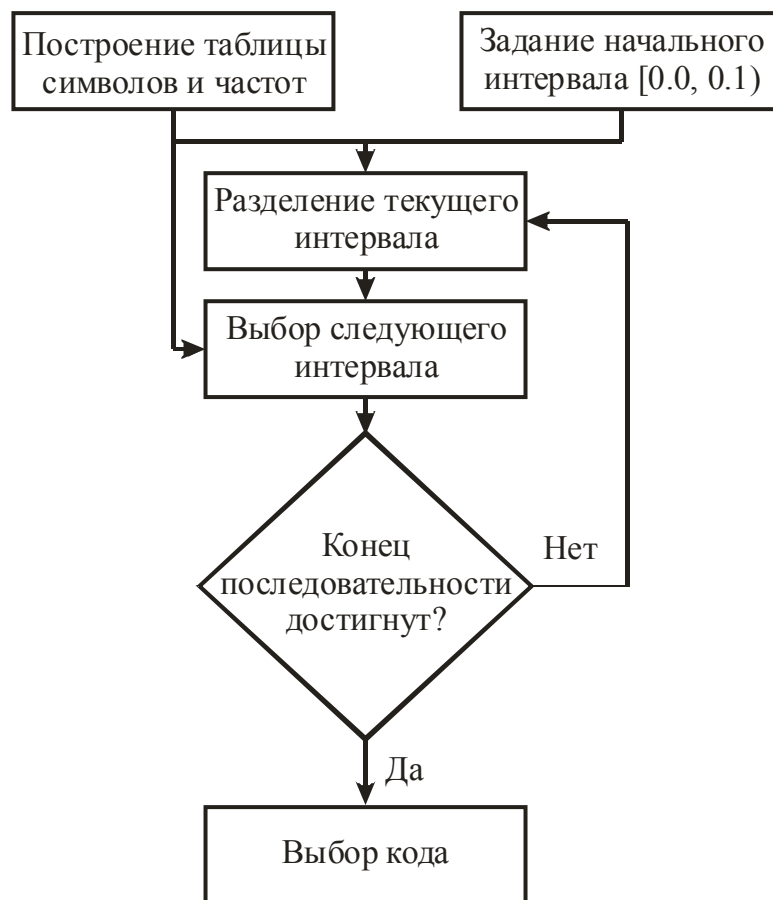 Построение таблицы
символов и частот
Задание начального
интервала [0.0, 0.1)
Разделение текущего
интервала
Выбор следующего
интервала
Конец
последовательности
достигнут?
Нет
Да
Выбор кода